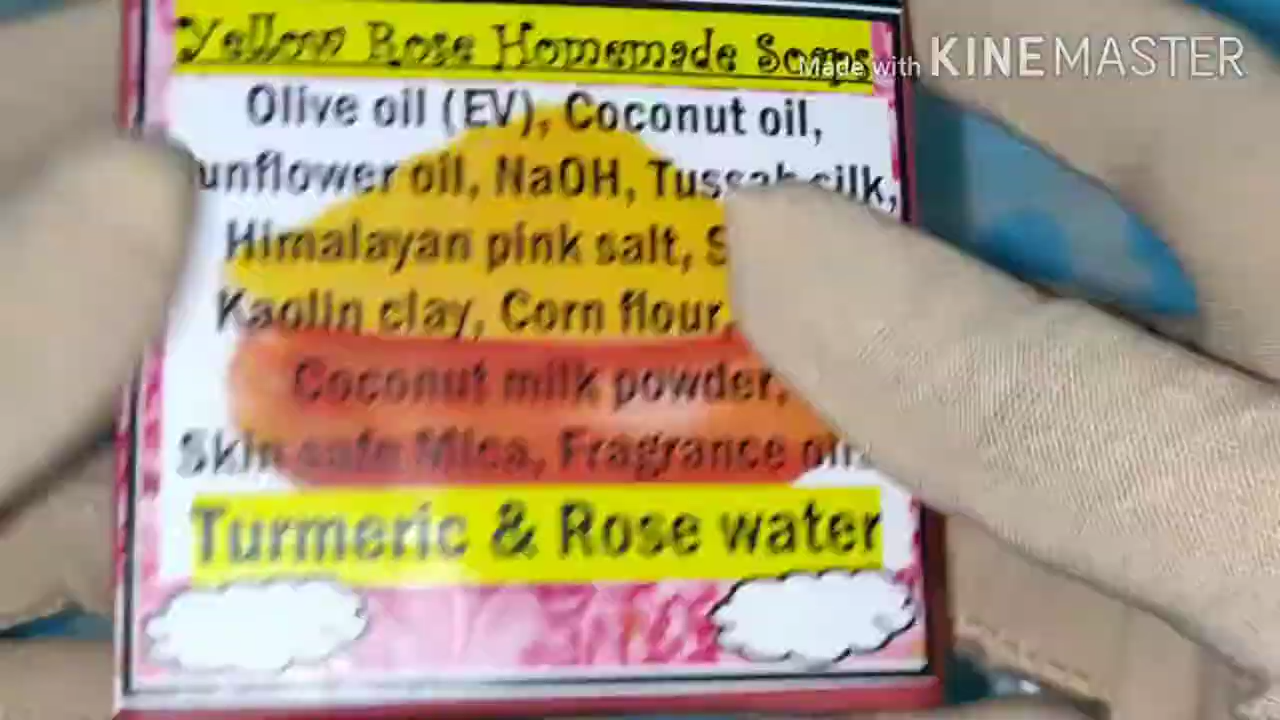 Yellow Rose Homemade Soaps
Made with KINEMASTER
Olive oil (EV), Coconut oil,
unflower oil, NaOH, Tussah silk,
Himalayan pink salt, S
Kaolin clay, Corn flour,
Coconut milk powder,
Skin safe Mica, Fragrance oil
Turmeric & Rose water